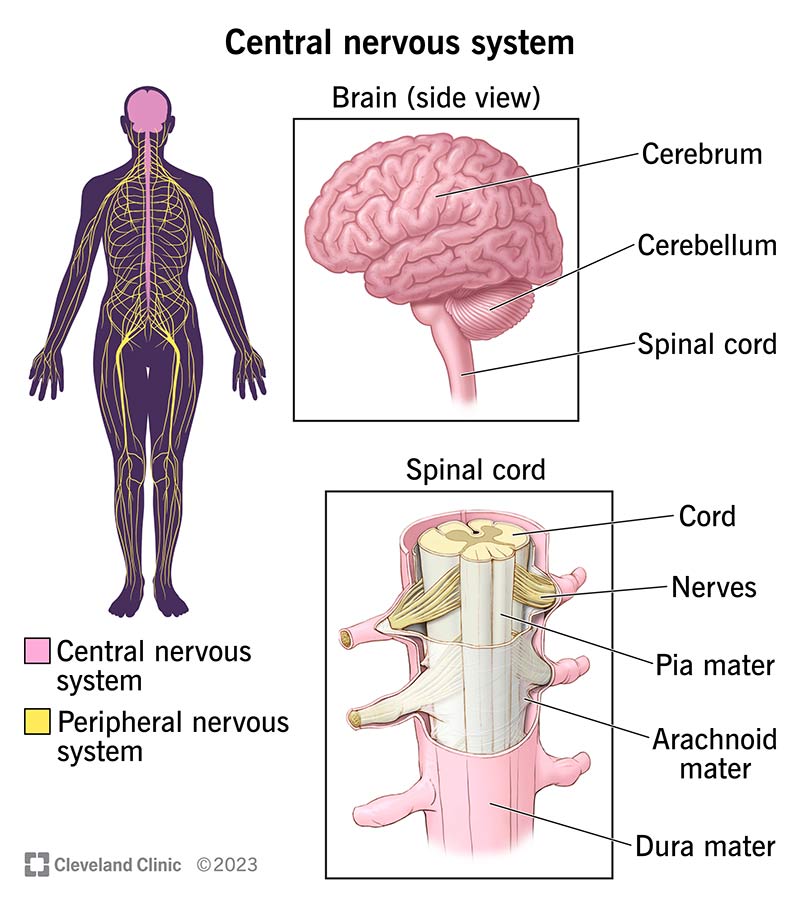 Central nervous system
Brain (side view)
Cerebrum
Cerebellum
Spinal cord
Spinal cord
Cord
Nerves
Pia mater
Arachnoid
mater
Dura mater
Central nervous
system
Peripheral nervous
system
Cleveland Clinic ©2023